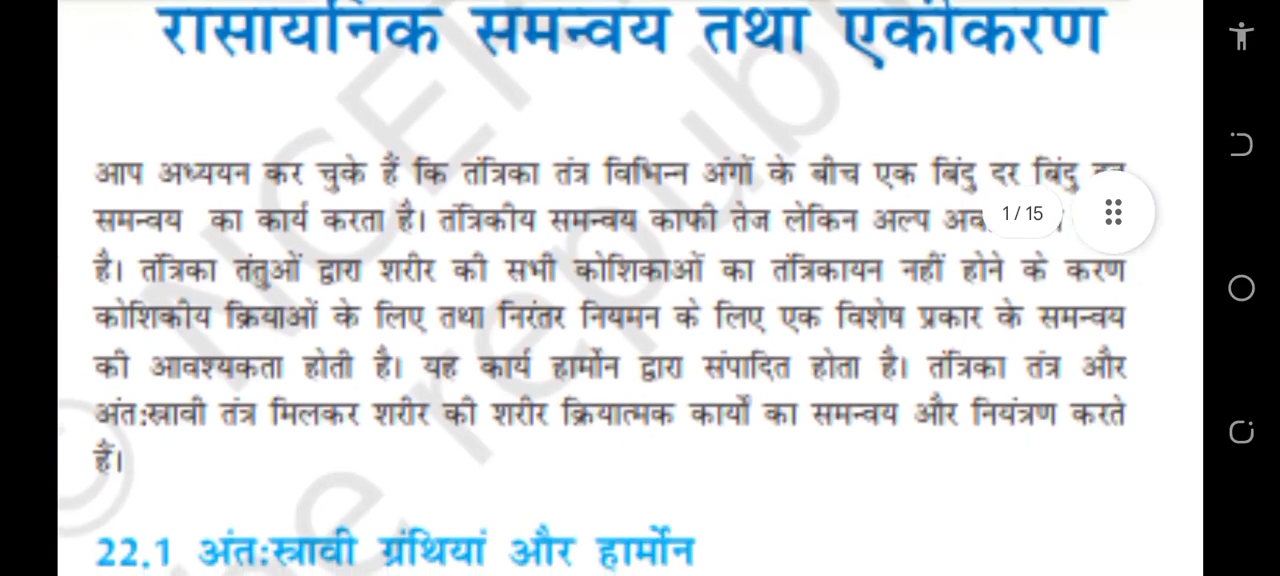 रासायनिक समन्वय तथा एकीकरण
आप अध्ययन कर चुके हैं कि तंत्रिका तंत्र विभिन्न अंगों के बीच एक बिंदु दर बिंदु
समन्वय का कार्य करता है। तंत्रिकीय समन्वय काफी तेज लेकिन अल्प
1 / 15
है। तंत्रिका तंतुओं द्वारा शरीर की सभी कोशिकाओं का तंत्रिकायन नहीं होने के करण
कोशिकीय क्रियाओं के लिए तथा निरंतर नियमन के लिए एक विशेष प्रकार के समन्वय
की आवश्यकता होती है। यह कार्य हार्मोन द्वारा संपादित होता है। तंत्रिका तंत्र और
अंत:स्रावी तंत्र मिलकर शरीर की शरीर क्रियात्मक कार्यों का समन्वय और नियंत्रण करते
हैं।
22.1 अंत:स्त्रावी ग्रंथियां और हार्मोन